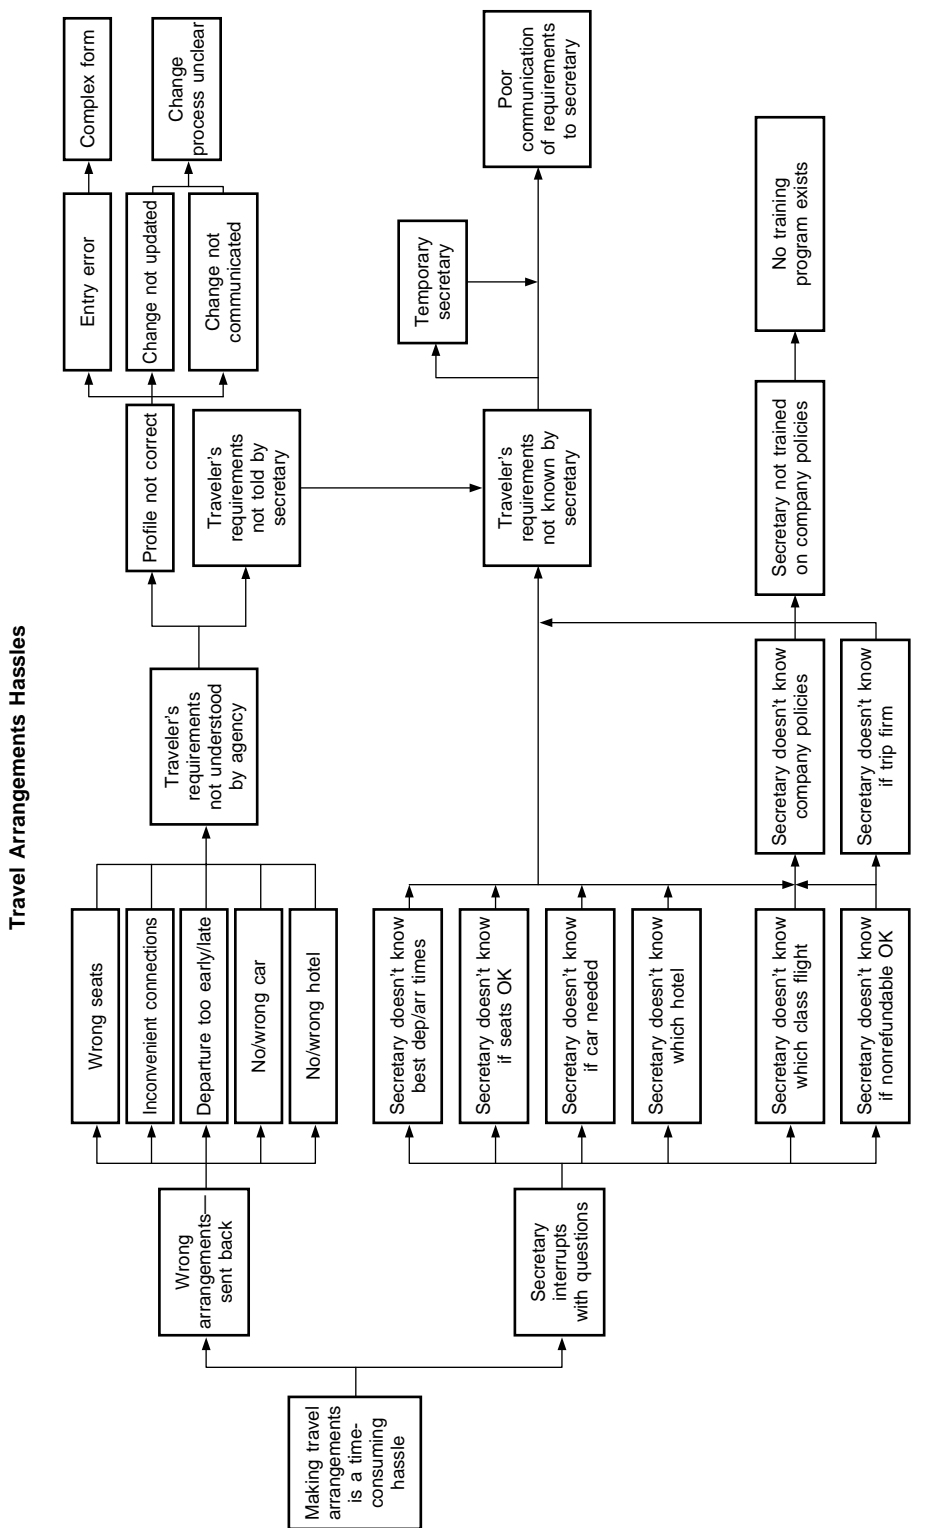 Travel Arrangements Hassles
Making travel
arrangements
is a time-
consuming
hassle
Wrong
arrangements—
sent back
Secretary
interrupts
with questions
Wrong seats
Inconvenient connections
Departure too early/late
No/wrong car
No/wrong hotel
Secretary doesn't know
best dep/arr times
Secretary doesn't know
if seats OK
Secretary doesn't know
if car needed
Secretary doesn't know
which hotel
Secretary doesn't know
which class flight
Secretary doesn't know
if nonrefundable OK
Traveler's
requirements
not understood
by agency
Secretary doesn't know
company policies
Secretary doesn't know
if trip firm
Profile not correct
Traveler's
requirements
not told by
secretary
Traveler's
requirements
not known by
secretary
Secretary not trained
on company policies
Entry error
Change not updated
Change not
communicated
Temporary
secretary
No training
program exists
Complex form
Change
process unclear
Poor
communication
of requirements
to secretary